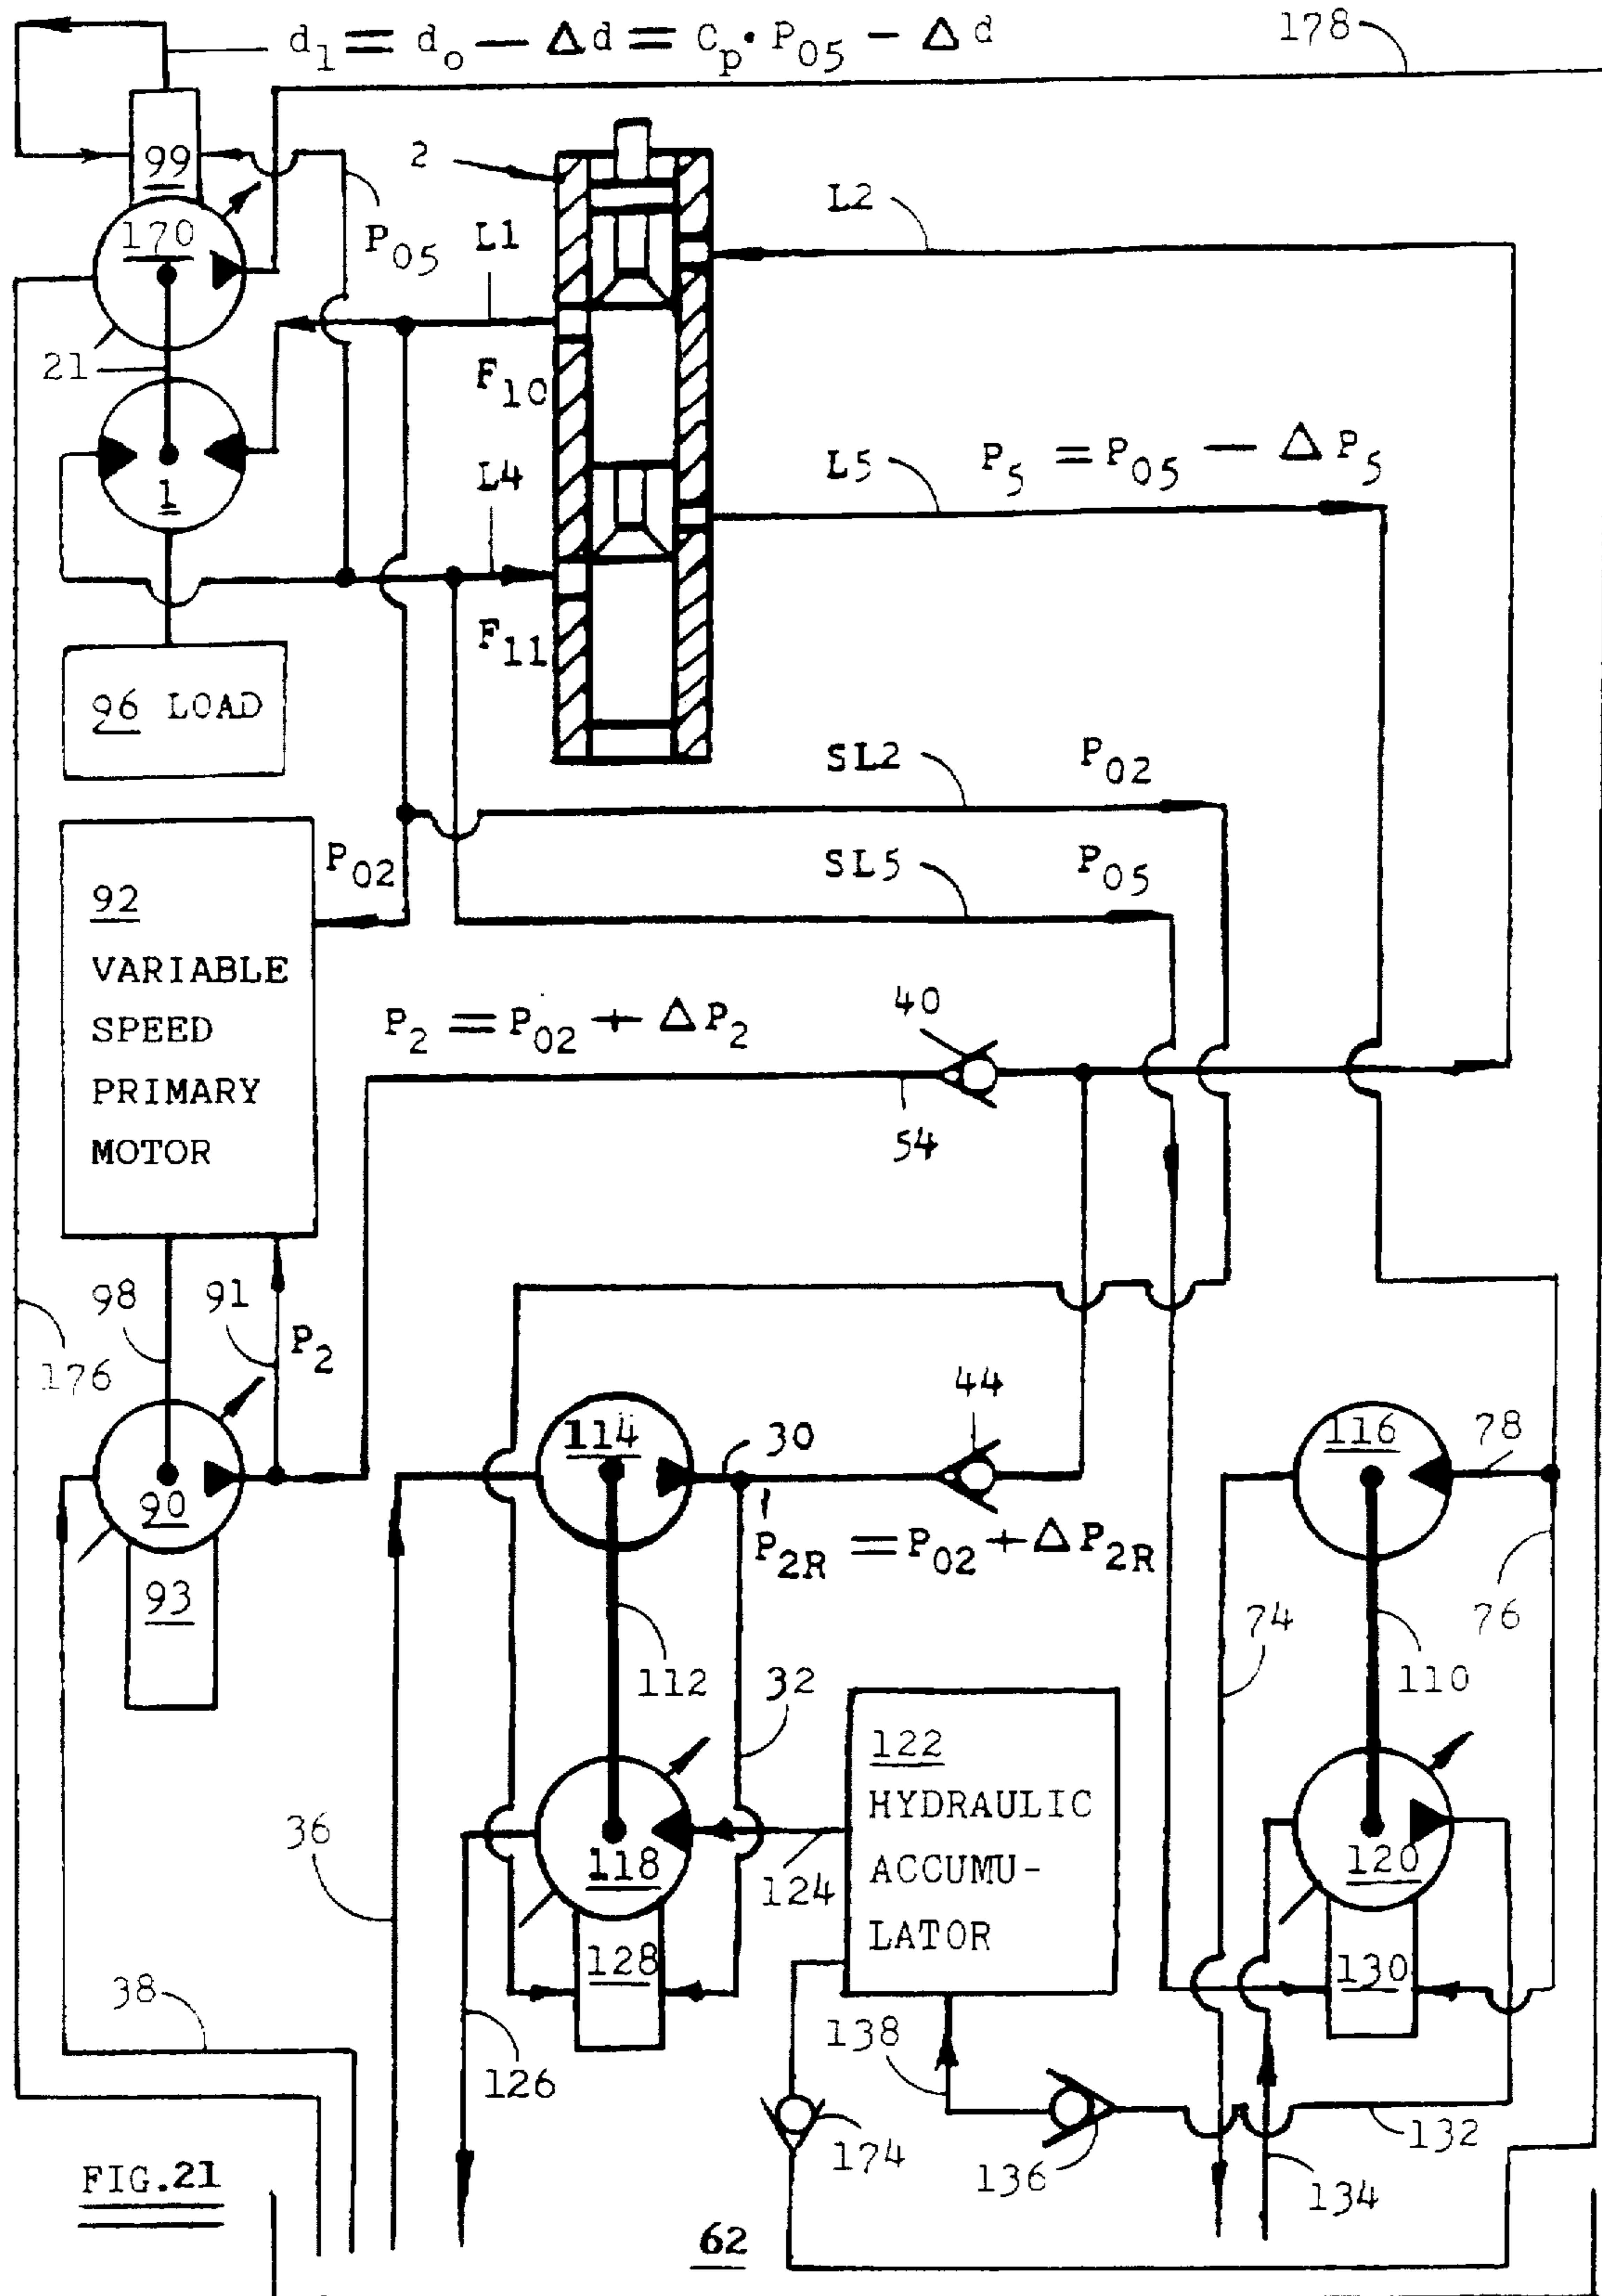 d₁ = d₀ − Δd = Cₚ· P₀₅ − Δd
178
99
2
170
P₀₅
L1
L2
21
F₁₀
L5
P₅ = P₀₅ − ΔP₅
1
L4
F₁₁
96 LOAD
SL2
P₀₂
P₀₂
SL5
P₀₅
92
VARIABLE
SPEED
PRIMARY
MOTOR
P₂ = P₀₂ + ΔP₂
40
54
98
91
P₂
176
44
114
30
116
78
90
P₂R = P₀₂ + ΔP₂R
93
74
76
112
32
110
122
HYDRAULIC
ACCUMU-
LATOR
36
118
124
120
128
130
38
138
126
174
136
132
134
FIG.21
62